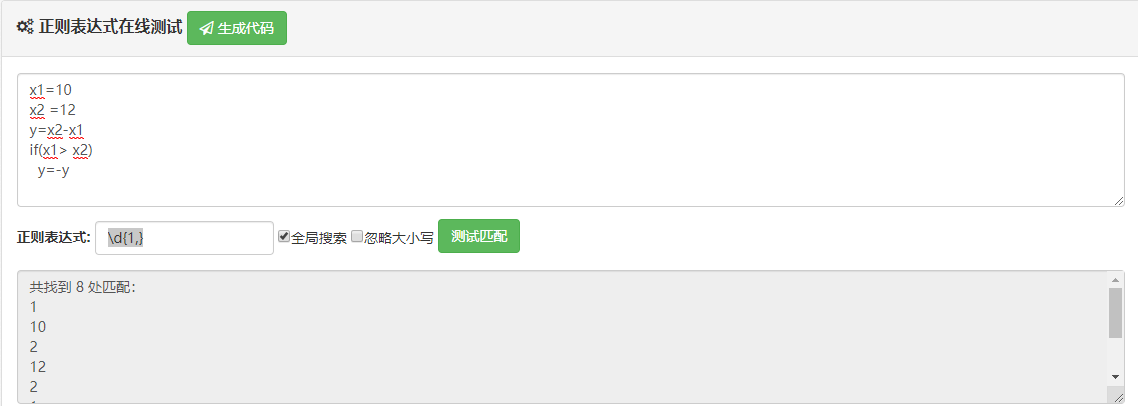 正则表达式在线测试 生成代码
x1=10
x2 =12
y=x2-x1
if(x1> x2)
  y=-y
正则表达式: \d{1,} 全局搜索 忽略大小写 测试匹配
共找到 8 处匹配：
1
10
2
12
2